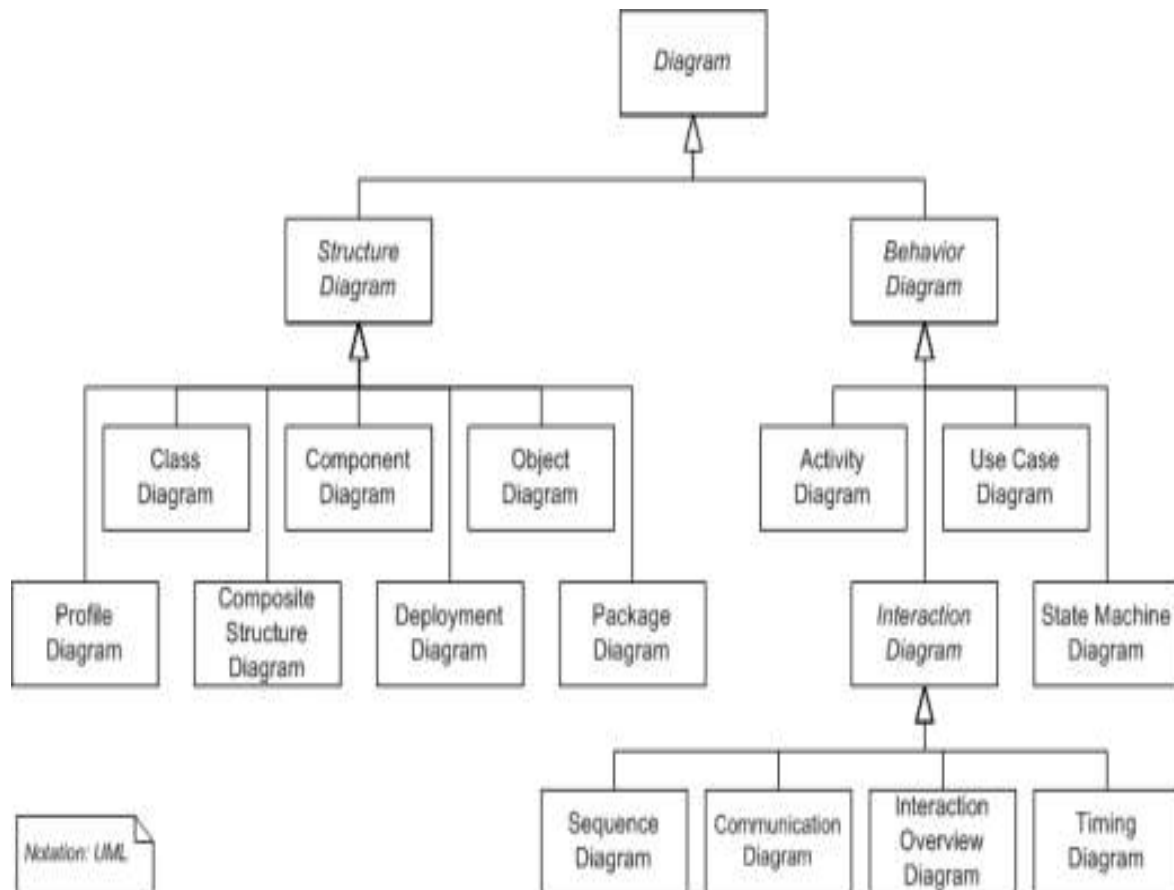 Diagram
Structure
Diagram
Behavior
Diagram
Class
Diagram
Component
Diagram
Object
Diagram
Activity
Diagram
Use Case
Diagram
Profile
Diagram
Composite
Structure
Diagram
Deployment
Diagram
Package
Diagram
Interaction
Diagram
State Machine
Diagram
Sequence
Diagram
Communication
Diagram
Interaction
Overview
Diagram
Timing
Diagram
Notation: UML